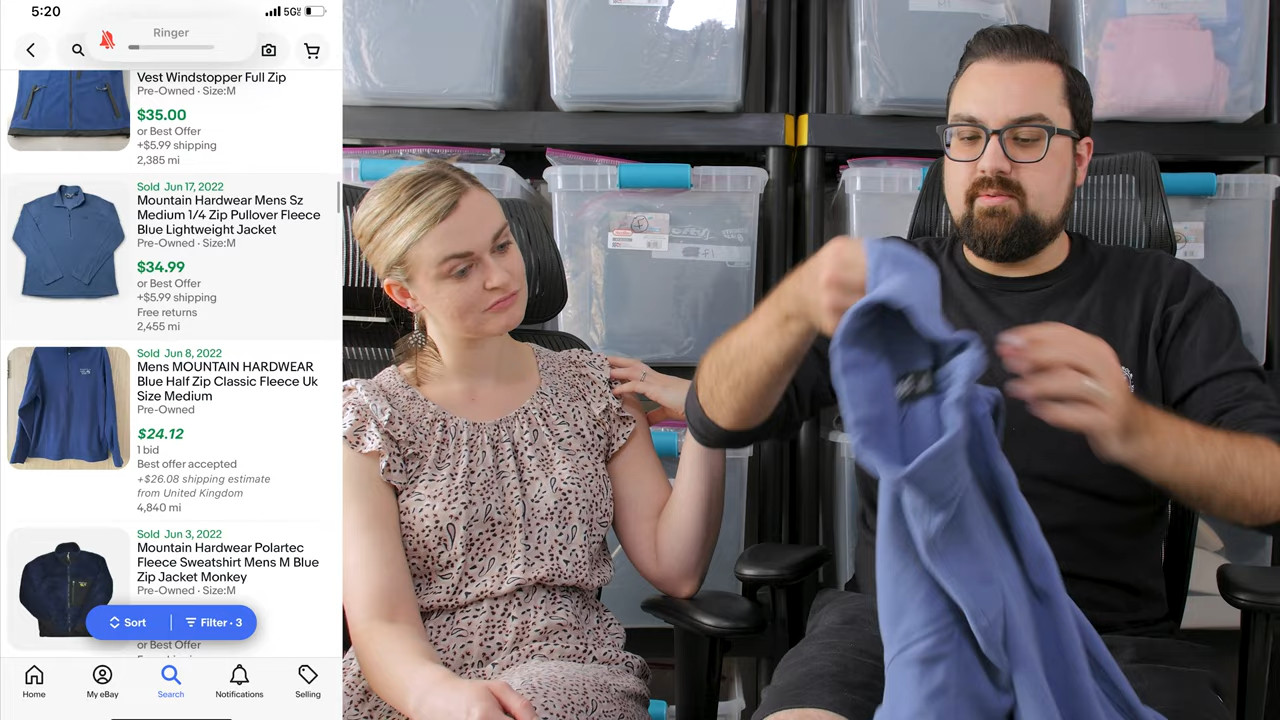 5:20
5G
Ringer
Vest Windstopper Full Zip
Pre-Owned · Size:M
$35.00
or Best Offer
+$5.99 shipping
2,385 mi
Sold Jun 17, 2022
Mountain Hardwear Mens Sz
Medium 1/4 Zip Pullover Fleece
Blue Lightweight Jacket
Pre-Owned · Size:M
$34.99
or Best Offer
+$5.99 shipping
Free returns
2,455 mi
Sold Jun 8, 2022
Mens MOUNTAIN HARDWEAR
Blue Half Zip Classic Fleece Uk
Size Medium
Pre-Owned
$24.12
1 bid
Best offer accepted
+$26.08 shipping estimate
from United Kingdom
4,840 mi
Sold Jun 3, 2022
Mountain Hardwear Polartec
Fleece Sweatshirt Mens M Blue
Zip Jacket Monkey
Pre-Owned · Size:M
or Best Offer
Sort
Filter · 3
Home
My eBay
Search
Notifications
Selling